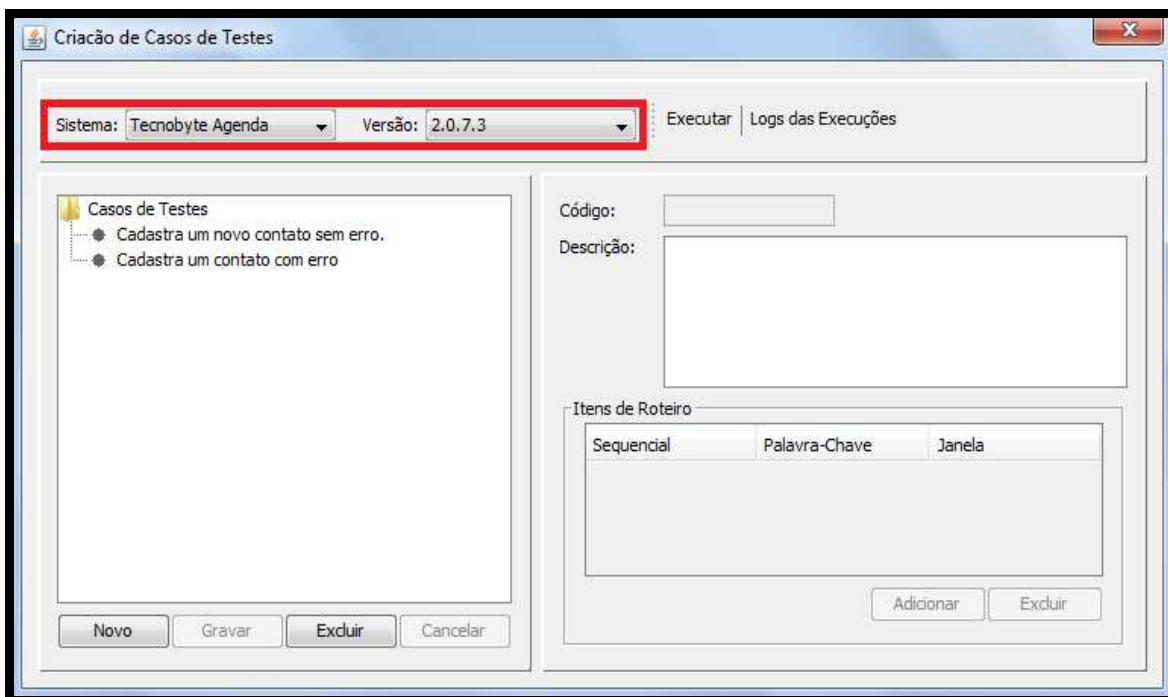 Criacão de Casos de Testes
X
Sistema: Tecnobyte Agenda Versão: 2.0.7.3 Executar Logs das Execuções
Casos de Testes
Cadastra um novo contato sem erro.
Cadastra um contato com erro
Novo Gravar Excluir Cancelar
Código:
Descrição:
Itens de Roteiro
Sequencial Palavra-Chave Janela
Adicionar Excluir